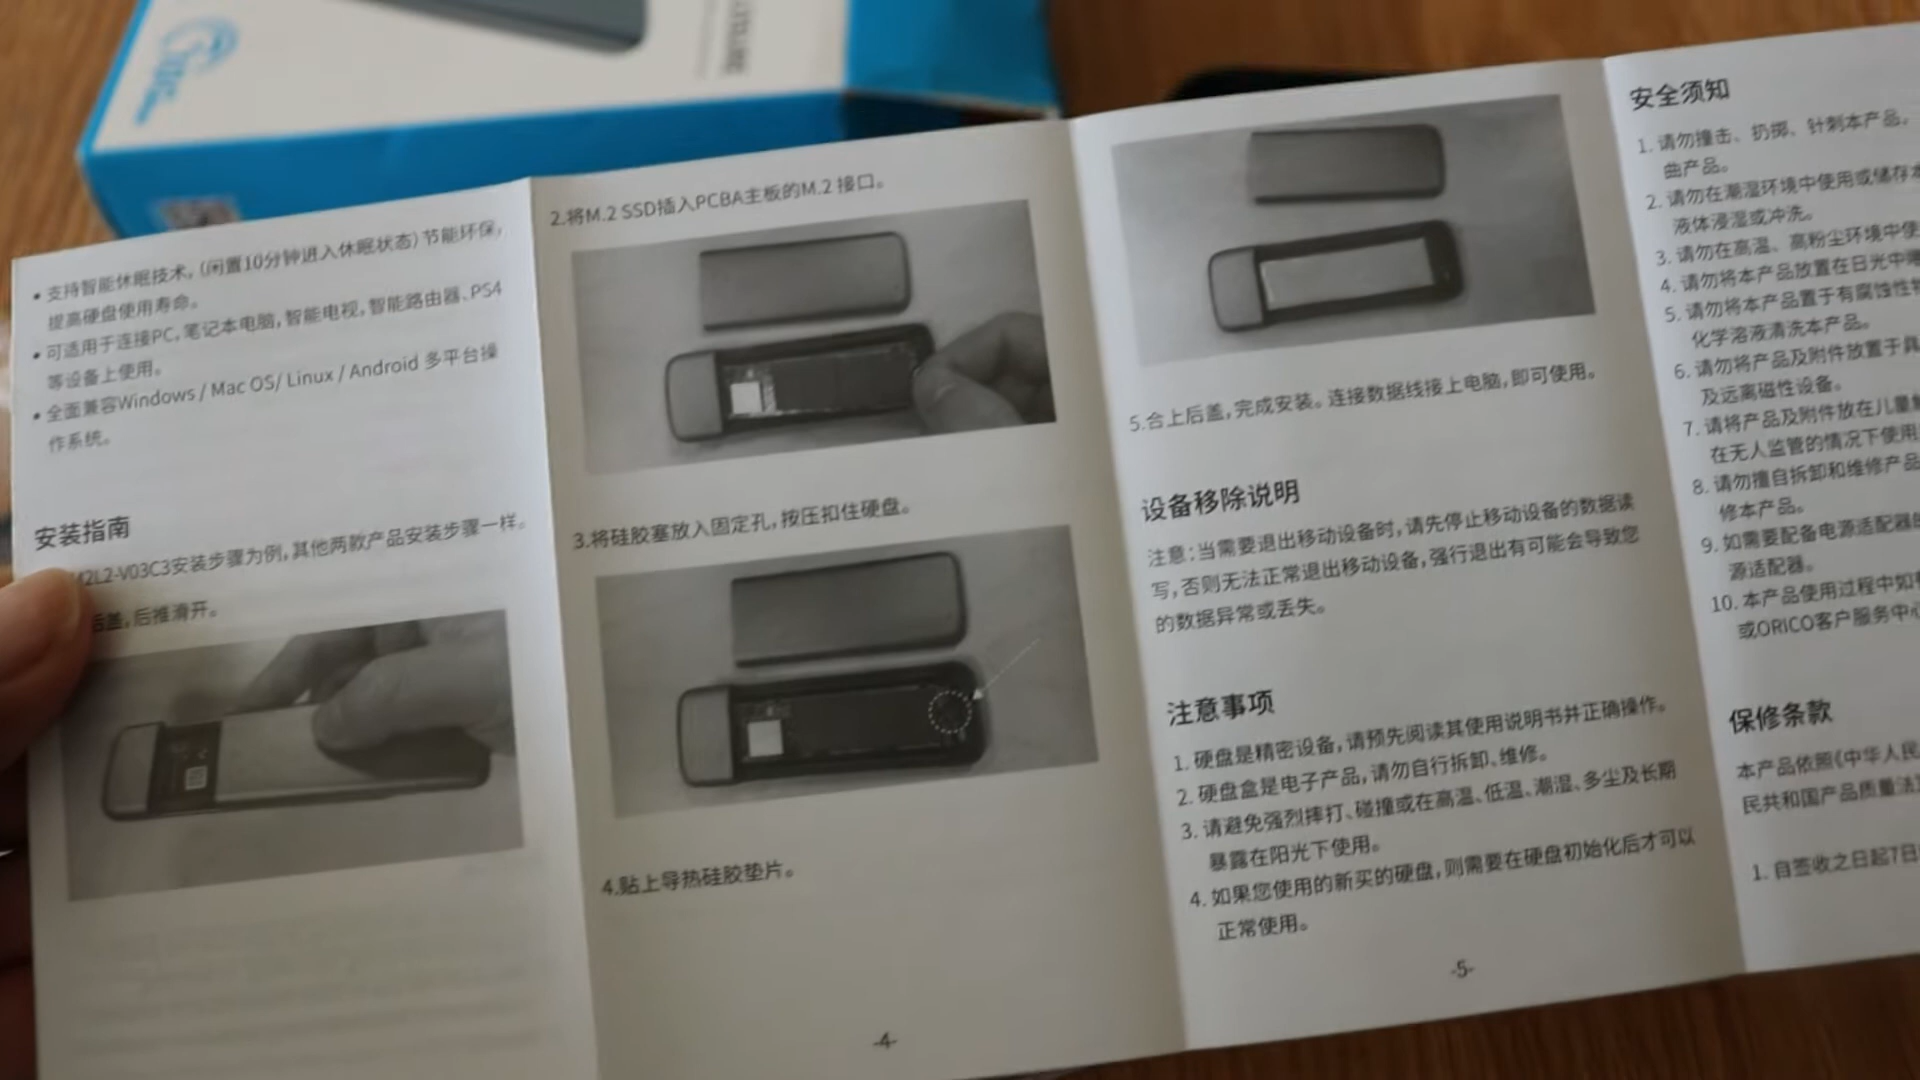 • 支持智能休眠技术，（闲置10分钟进入休眠状态）节能环保，
提高硬盘使用寿命。
• 可适用于连接PC，笔记本电脑，智能电视，智能路由器、PS4
等设备上使用。
• 全面兼容Windows / Mac OS/ Linux / Android 多平台操
作系统。
安装指南
M2L2-V03C3安装步骤为例，其他两款产品安装步骤一样。
后盖，后推滑开。
2.将M.2 SSD插入PCBA主板的M.2 接口。
3.将硅胶塞放入固定孔，按压扣住硬盘。
4.贴上导热硅胶垫片。
-4-
5.合上后盖，完成安装。连接数据线接上电脑，即可使用。
设备移除说明
注意：当需要退出移动设备时，请先停止移动设备的数据读
写，否则无法正常退出移动设备，强行退出有可能会导致您
的数据异常或丢失。
注意事项
1. 硬盘是精密设备，请预先阅读其使用说明书并正确操作。
2. 硬盘盒是电子产品，请勿自行拆卸、维修。
3. 请避免强烈摔打、碰撞或在高温、低温、潮湿、多尘及长期
暴露在阳光下使用。
4. 如果您使用的新买的硬盘，则需要在硬盘初始化后才可以
正常使用。
-5-
安全须知
1. 请勿撞击、扔掷、针刺本产品，
曲产品。
2. 请勿在潮湿环境中使用或储存本
液体浸湿或冲洗。
3. 请勿在高温、高粉尘环境中使
4. 请勿将本产品放置在日光中
5. 请勿将本产品置于有腐蚀性物
化学溶液清洗本产品。
6. 请勿将产品及附件放置于具
及远离磁性设备。
7. 请将产品及附件放在儿童
在无人监管的情况下使用
8. 请勿擅自拆卸和维修产品
修本产品。
9. 如需要配备电源适配器
源适配器。
10. 本产品使用过程中如
或ORICO客户服务中心
保修条款
本产品依照《中华人民
民共和国产品质量法
1. 自签收之日起7日